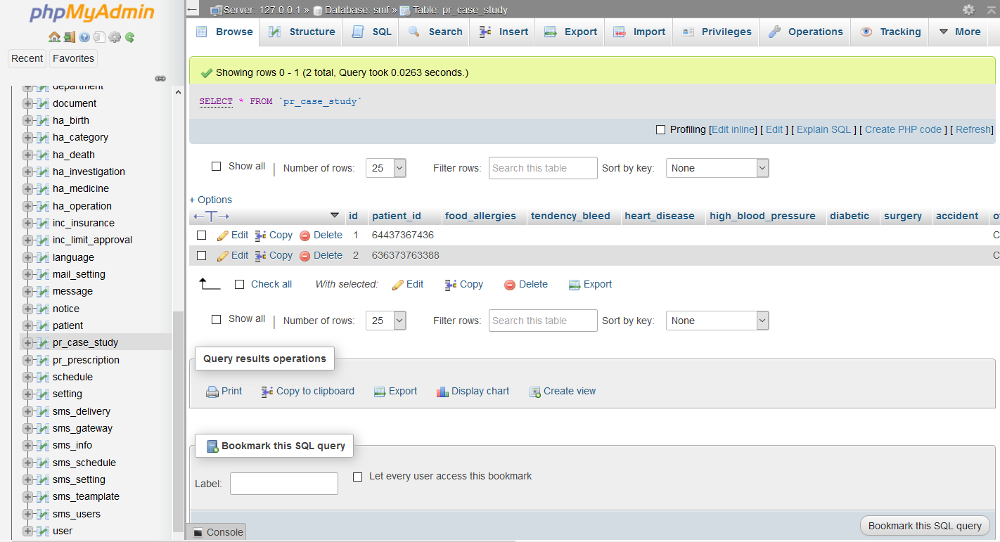 phpMyAdmin
Recent Favorites
department
document
ha_birth
ha_category
ha_death
ha_investigation
ha_medicine
ha_operation
inc_insurance
inc_limit_approval
language
mail_setting
message
notice
patient
pr_case_study
pr_prescription
schedule
setting
sms_delivery
sms_gateway
sms_info
sms_schedule
sms_setting
sms_teamplate
sms_users
user
Server: 127.0.0.1 » Database: smf » Table: pr_case_study
Browse Structure SQL Search Insert Export Import Privileges Operations Tracking More
Showing rows 0 - 1 (2 total, Query took 0.0263 seconds.)
SELECT * FROM `pr_case_study`
Profiling [Edit inline] [ Edit ] [ Explain SQL ] [ Create PHP code ] [ Refresh]
Show all | Number of rows: 25 Filter rows: Search this table Sort by key: None
+ Options
←T→ id patient_id food_allergies tendency_bleed heart_disease high_blood_pressure diabetic surgery accident
Edit Copy Delete 1 64437367436
Edit Copy Delete 2 636373763388
Check all With selected: Edit Copy Delete Export
Show all | Number of rows: 25 Filter rows: Search this table Sort by key: None
Query results operations
Print Copy to clipboard Export Display chart Create view
Bookmark this SQL query
Label: Let every user access this bookmark
Bookmark this SQL query
Console